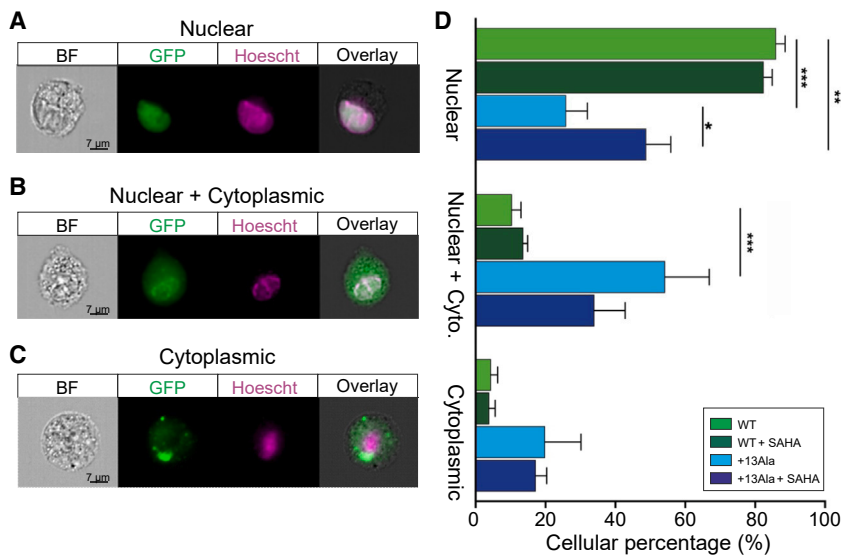 A
Nuclear
BF GFP Hoescht Overlay
7 µm
B
Nuclear + Cytoplasmic
BF GFP Hoescht Overlay
7 µm
C
Cytoplasmic
BF GFP Hoescht Overlay
7 µm
D
Nuclear
***
**
*
Nuclear + Cyto.
***
Cytoplasmic
WT
WT + SAHA
+13Ala
+13Ala + SAHA
0 20 40 60 80 100
Cellular percentage (%)